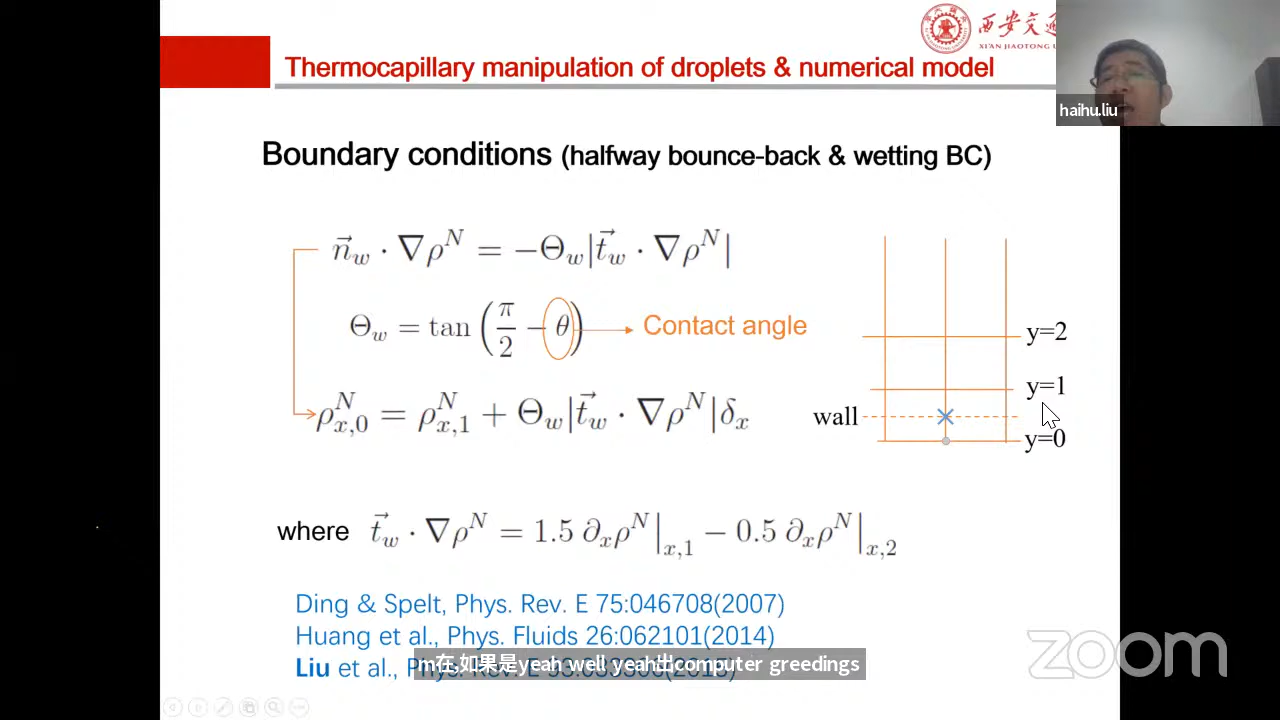 西安交通
XI'AN JIAOTONG U
Thermocapillary manipulation of droplets & numerical model
haihu.liu
Boundary conditions (halfway bounce-back & wetting BC)
$\vec{n}_w \cdot \nabla \rho^N = -\Theta_w |\vec{t}_w \cdot \nabla \rho^N|$
$\Theta_w = \tan\left(\frac{\pi}{2} - \theta\right)$
Contact angle
$\rho^N_{x,0} = \rho^N_{x,1} + \Theta_w |\vec{t}_w \cdot \nabla \rho^N| \delta_x$
y=2
y=1
wall
y=0
where $\vec{t}_w \cdot \nabla \rho^N = 1.5\, \partial_x \rho^N |_{x,1} - 0.5\, \partial_x \rho^N |_{x,2}$
Ding & Spelt, Phys. Rev. E 75:046708(2007)
Huang et al., Phys. Fluids 26:062101(2014)
Liu et al.,
m在,如果是yeah well yeah出computer greedings
zoom